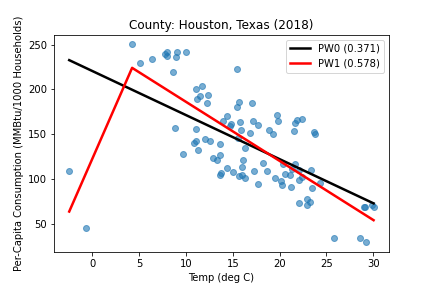 County: Houston, Texas (2018)
PW0 (0.371)
PW1 (0.578)
Per-Capita Consumption (MMBtu/1000 Households)
250
200
150
100
50
0 5 10 15 20 25 30
Temp (deg C)